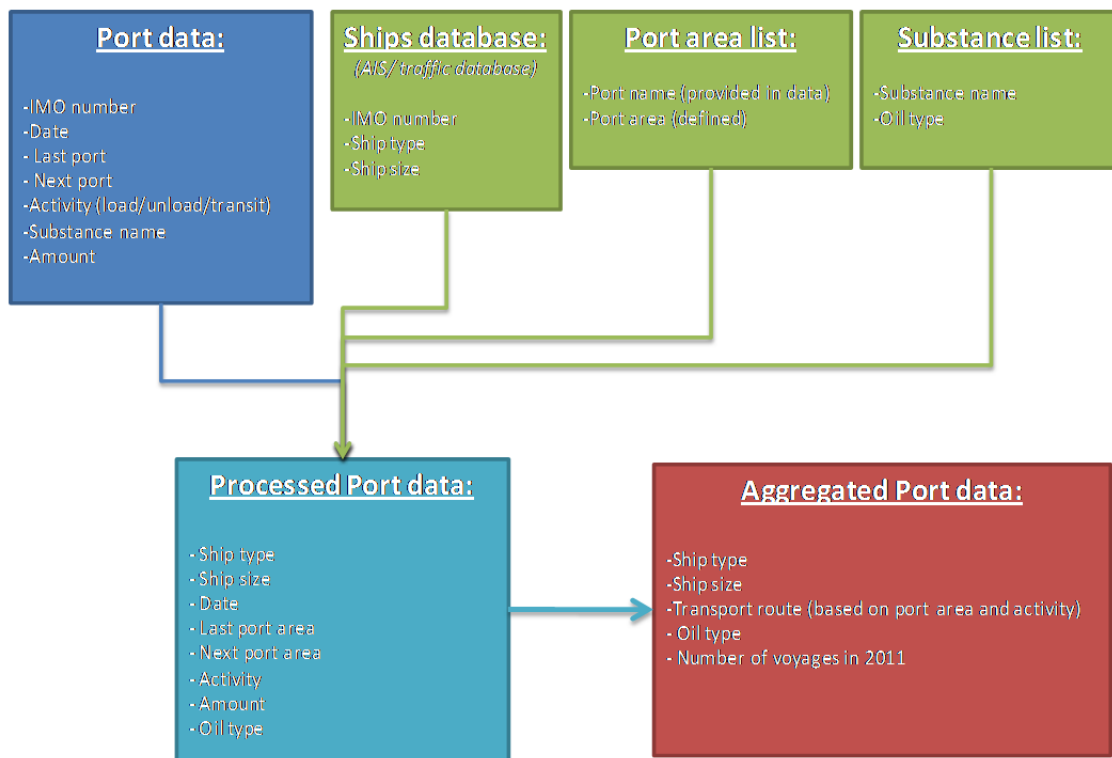 Port data:
-IMO number
-Date
- Last port
- Next port
-Activity (load/unload/transit)
-Substance name
-Amount
Ships database:
(AIS/ traffic database)
-IMO number
-Ship type
-Ship size
Port area list:
-Port name (provided in data)
-Port area (defined)
Substance list:
-Substance name
-Oil type
Processed Port data:
- Ship type
- Ship size
- Date
- Last port area
- Next port area
- Activity
- Amount
- Oil type
Aggregated Port data:
-Ship type
-Ship size
-Transport route (based on port area and activity)
- Oil type
- Number of voyages in 2011